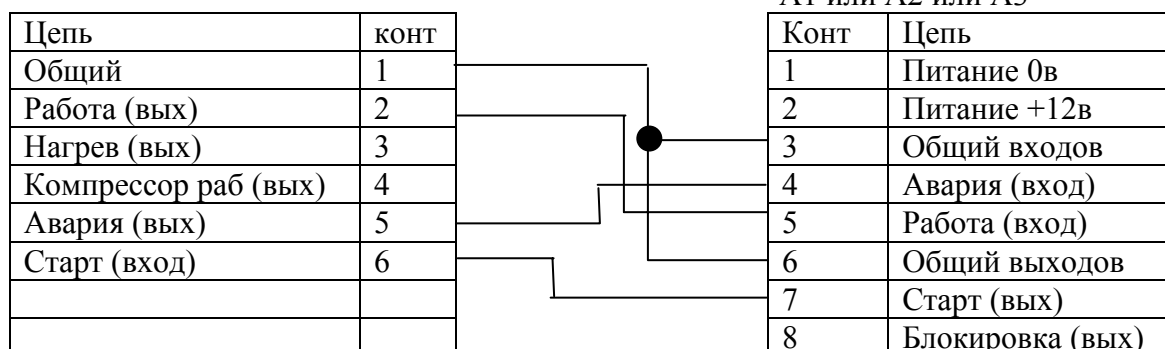 А1 или А2 или А3
Цепь конт
Общий 1
Работа (вых) 2
Нагрев (вых) 3
Компрессор раб (вых) 4
Авария (вых) 5
Старт (вход) 6
Конт Цепь
1 Питание 0в
2 Питание +12в
3 Общий входов
4 Авария (вход)
5 Работа (вход)
6 Общий выходов
7 Старт (вых)
8 Блокировка (вых)